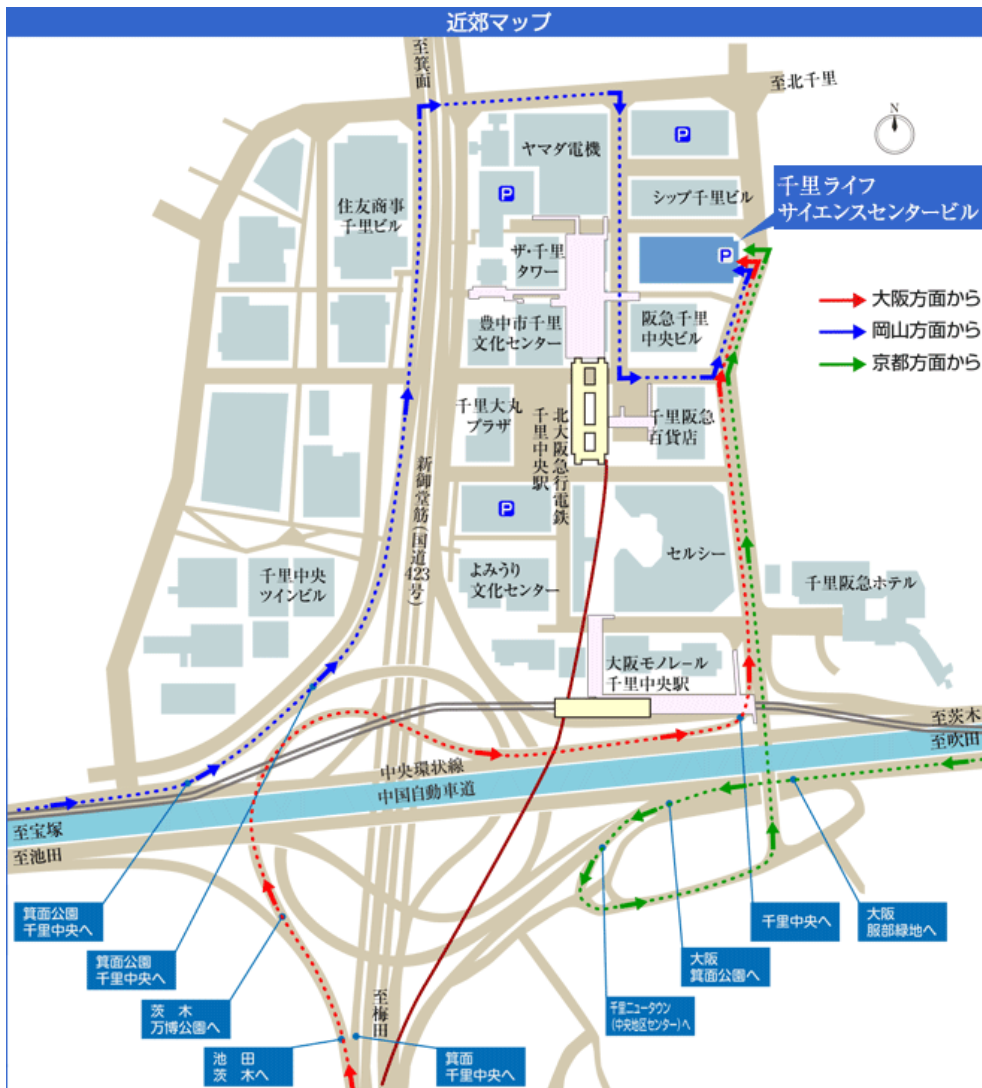 近郊マップ
至箕面
至北千里
N
ヤマダ電機
P
住友商事
千里ビル
P
シップ千里ビル
千里ライフ
サイエンスセンタービル
ザ・千里
タワー
P
大阪方面から
岡山方面から
京都方面から
豊中市千里
文化センター
阪急千里
中央ビル
千里大丸
プラザ
北大阪急行電鉄
千里中央駅
千里阪急
百貨店
新御堂筋(国道423号)
P
セルシー
千里中央
ツインビル
よみうり
文化センター
千里阪急ホテル
大阪モノレール
千里中央駅
至茨木
至吹田
中央環状線
中国自動車道
至宝塚
至池田
箕面公園
千里中央へ
箕面公園
千里中央へ
茨 木
万博公園へ
池 田
茨木へ
至梅田
箕面
千里中央へ
千里ニュータウン
(中央地区センター)へ
大阪
箕面公園へ
千里中央へ
大阪
服部緑地へ